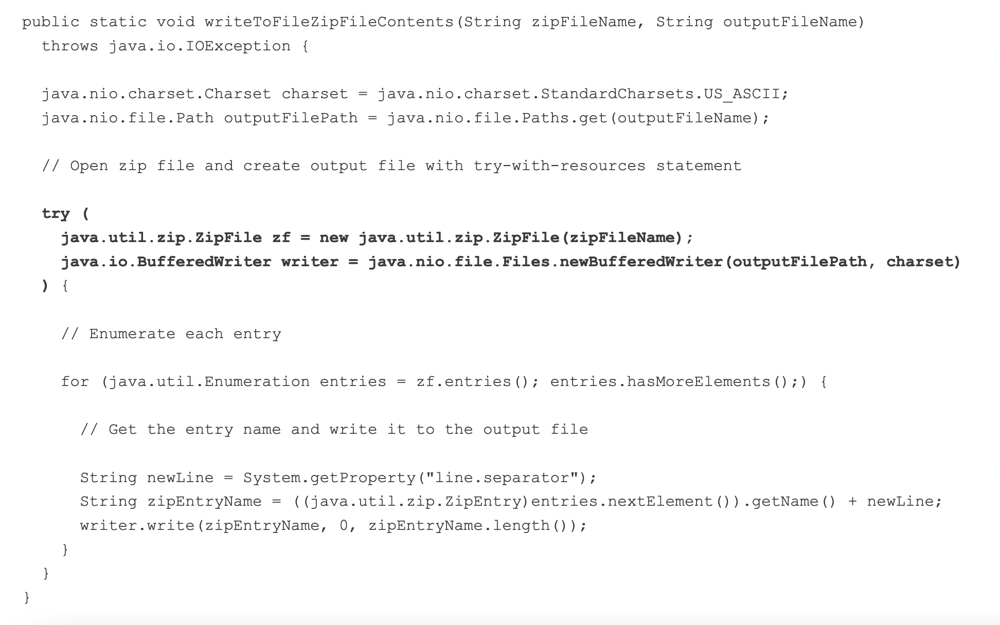 public static void writeToFileZipFileContents(String zipFileName, String outputFileName)
  throws java.io.IOException {

  java.nio.charset.Charset charset = java.nio.charset.StandardCharsets.US_ASCII;
  java.nio.file.Path outputFilePath = java.nio.file.Paths.get(outputFileName);

  // Open zip file and create output file with try-with-resources statement

  try (
    java.util.zip.ZipFile zf = new java.util.zip.ZipFile(zipFileName);
    java.io.BufferedWriter writer = java.nio.file.Files.newBufferedWriter(outputFilePath, charset)
  ) {

    // Enumerate each entry

    for (java.util.Enumeration entries = zf.entries(); entries.hasMoreElements();) {

      // Get the entry name and write it to the output file

      String newLine = System.getProperty("line.separator");
      String zipEntryName = ((java.util.zip.ZipEntry)entries.nextElement()).getName() + newLine;
      writer.write(zipEntryName, 0, zipEntryName.length());
    }
  }
}